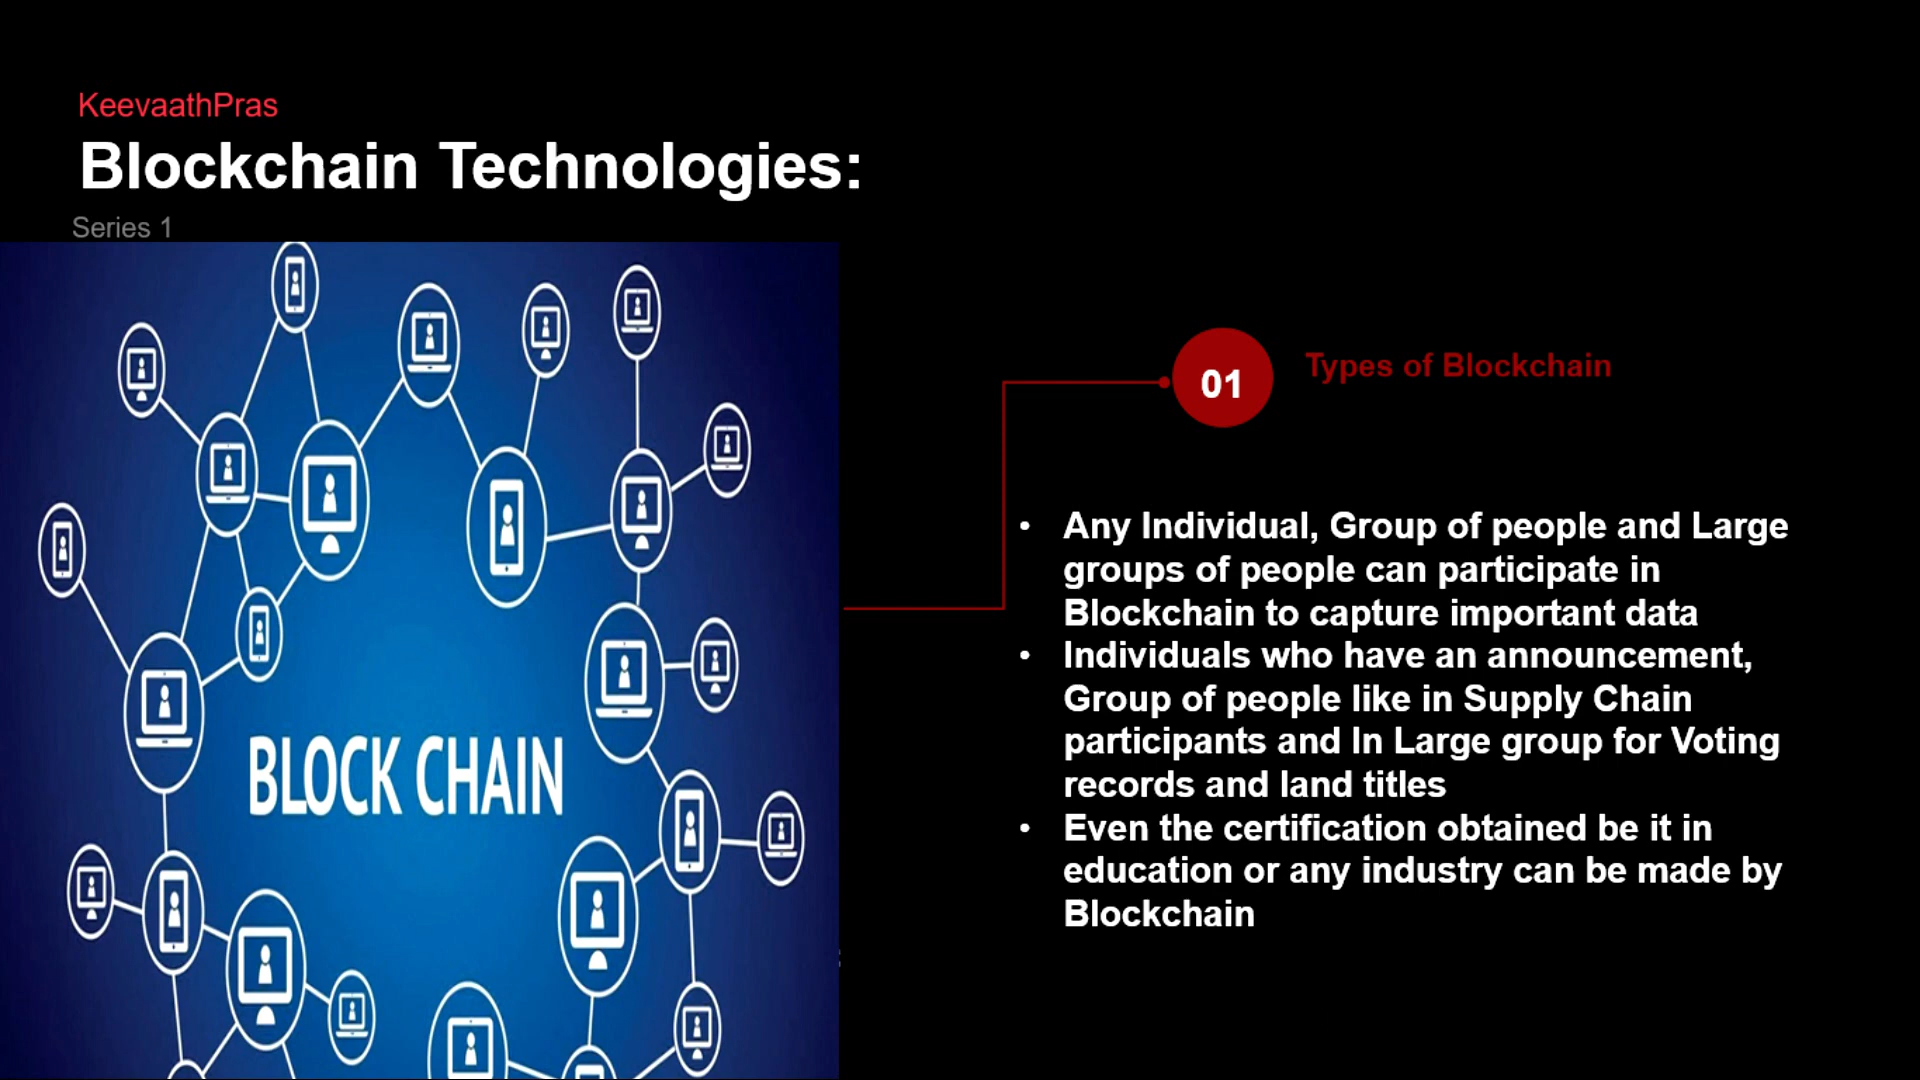 KeevaathPras
Blockchain Technologies:
Series 1
BLOCK CHAIN
01
Types of Blockchain
• Any Individual, Group of people and Large
groups of people can participate in
Blockchain to capture important data
• Individuals who have an announcement,
Group of people like in Supply Chain
participants and In Large group for Voting
records and land titles
• Even the certification obtained be it in
education or any industry can be made by
Blockchain